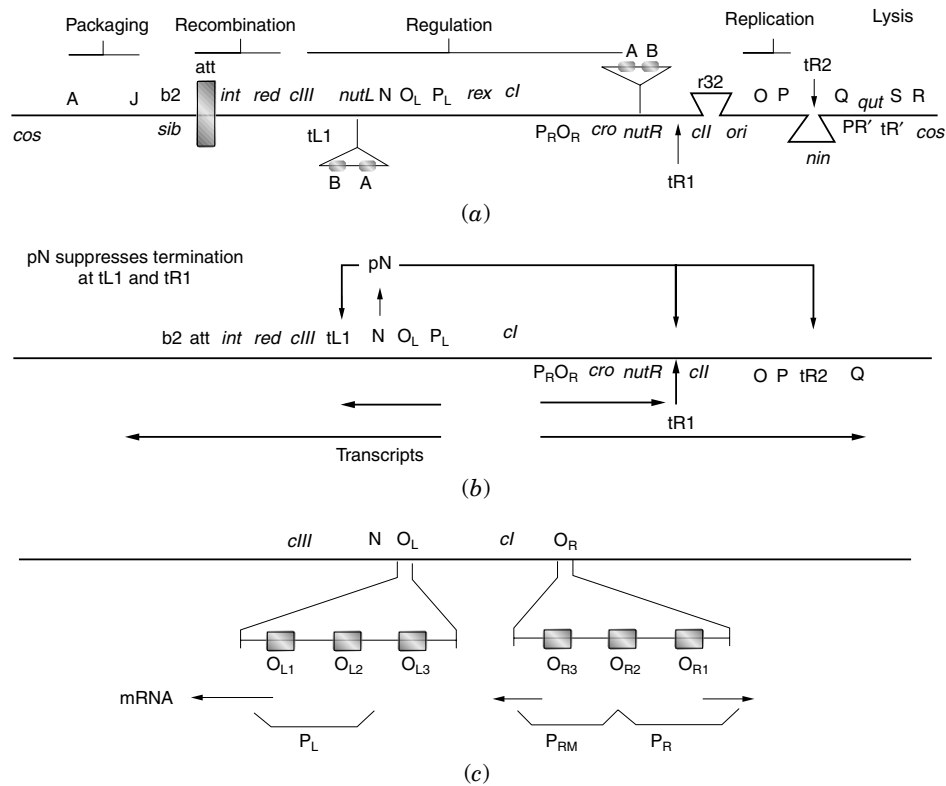 Packaging Recombination Regulation Replication Lysis
A B
att r32 tR2
A J b2 int red cIII nutL N OL PL rex cI O P Q qut S R
cos sib tL1 PROR cro nutR cII ori nin PR′ tR′ cos
B A tR1
(a)
pN suppresses termination
at tL1 and tR1
pN
b2 att int red cIII tL1 N OL PL cI
PROR cro nutR cII O P tR2 Q
tR1
Transcripts
(b)
cIII N OL cI OR
OL1 OL2 OL3 OR3 OR2 OR1
mRNA
PL PRM PR
(c)